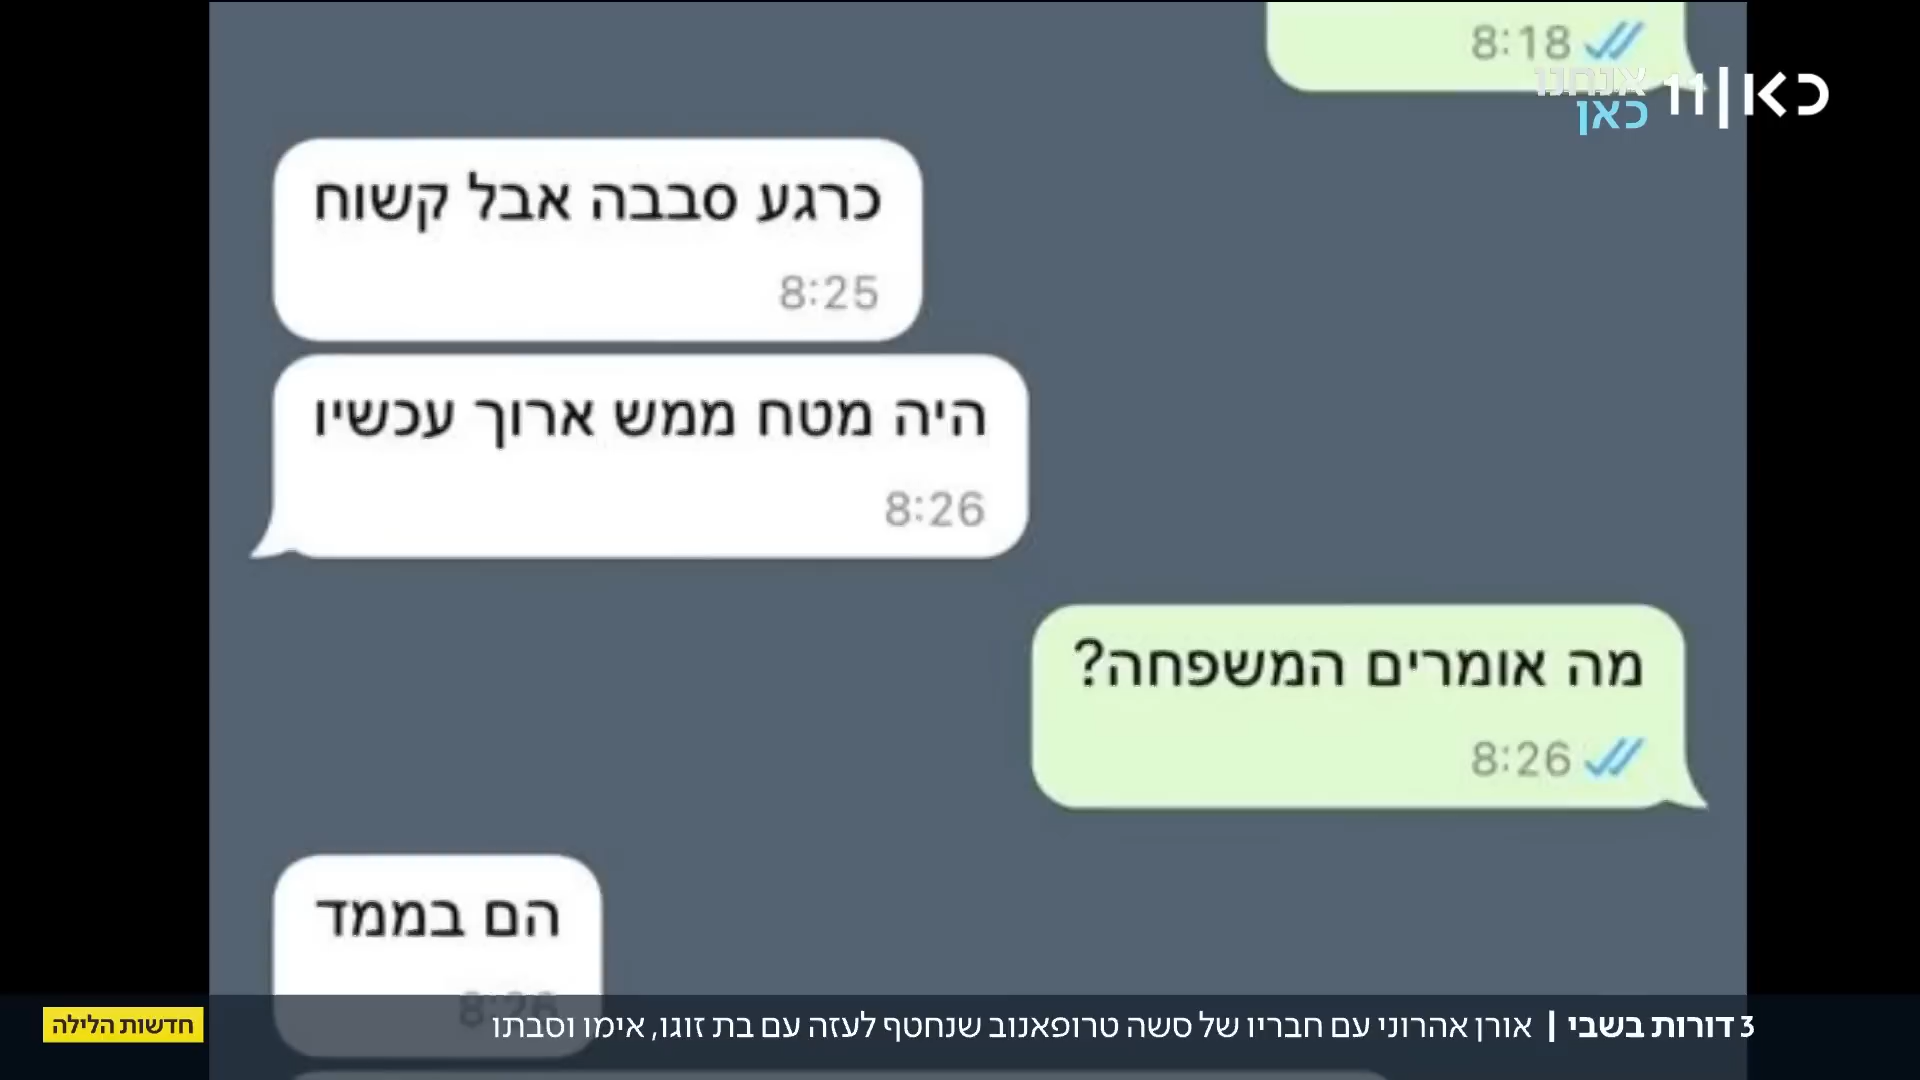 8:18
אנחנו
כאן
כאן 11
כרגע סבבה אבל קשוח
8:25
היה מטח ממש ארוך עכשיו
8:26
מה אומרים המשפחה?
8:26
הם בממד
8:26
3 דורות בשבי | אורן אהרוני עם חבריו של סשה טרופאנוב שנחטף לעזה עם בת זוגו, אימו וסבתו
חדשות הלילה